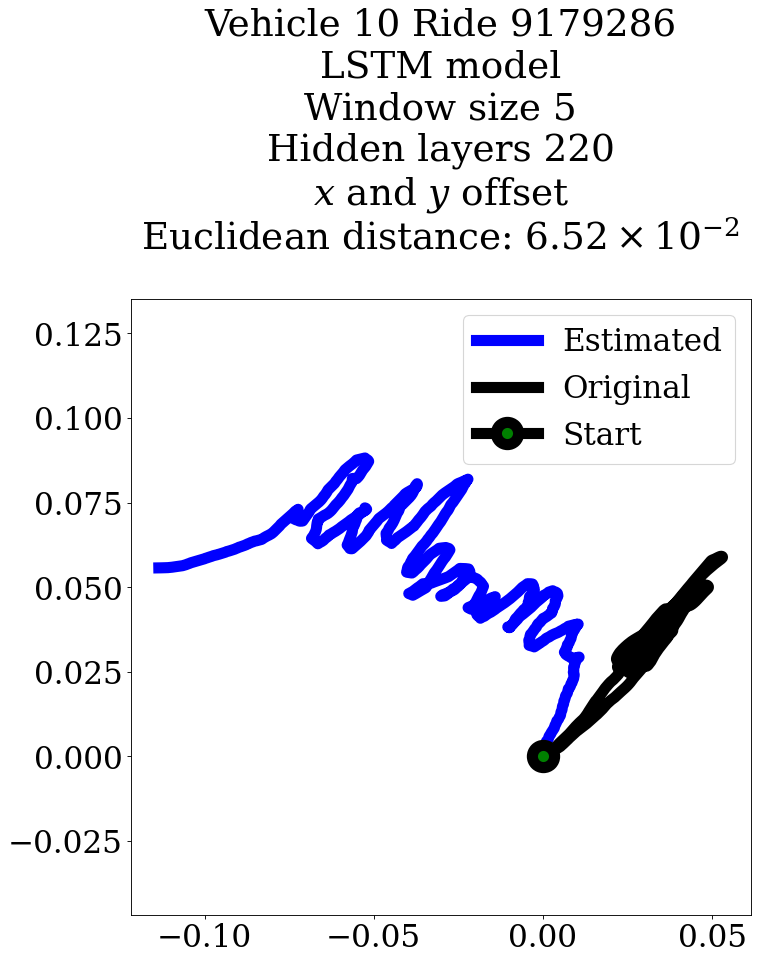 Vehicle 10 Ride 9179286
LSTM model
Window size 5
Hidden layers 220
x and y offset
Euclidean distance: 6.52 × 10⁻²
Estimated
Original
Start
0.125
0.100
0.075
0.050
0.025
0.000
−0.025
−0.10
−0.05
0.00
0.05